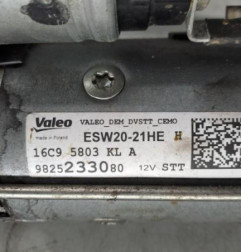 Valeo VALEO_DEM_DVSTT_CEMO
made in Poland
ESW20-21HE H
16C9 5803 KL A
9825233080 12V STT